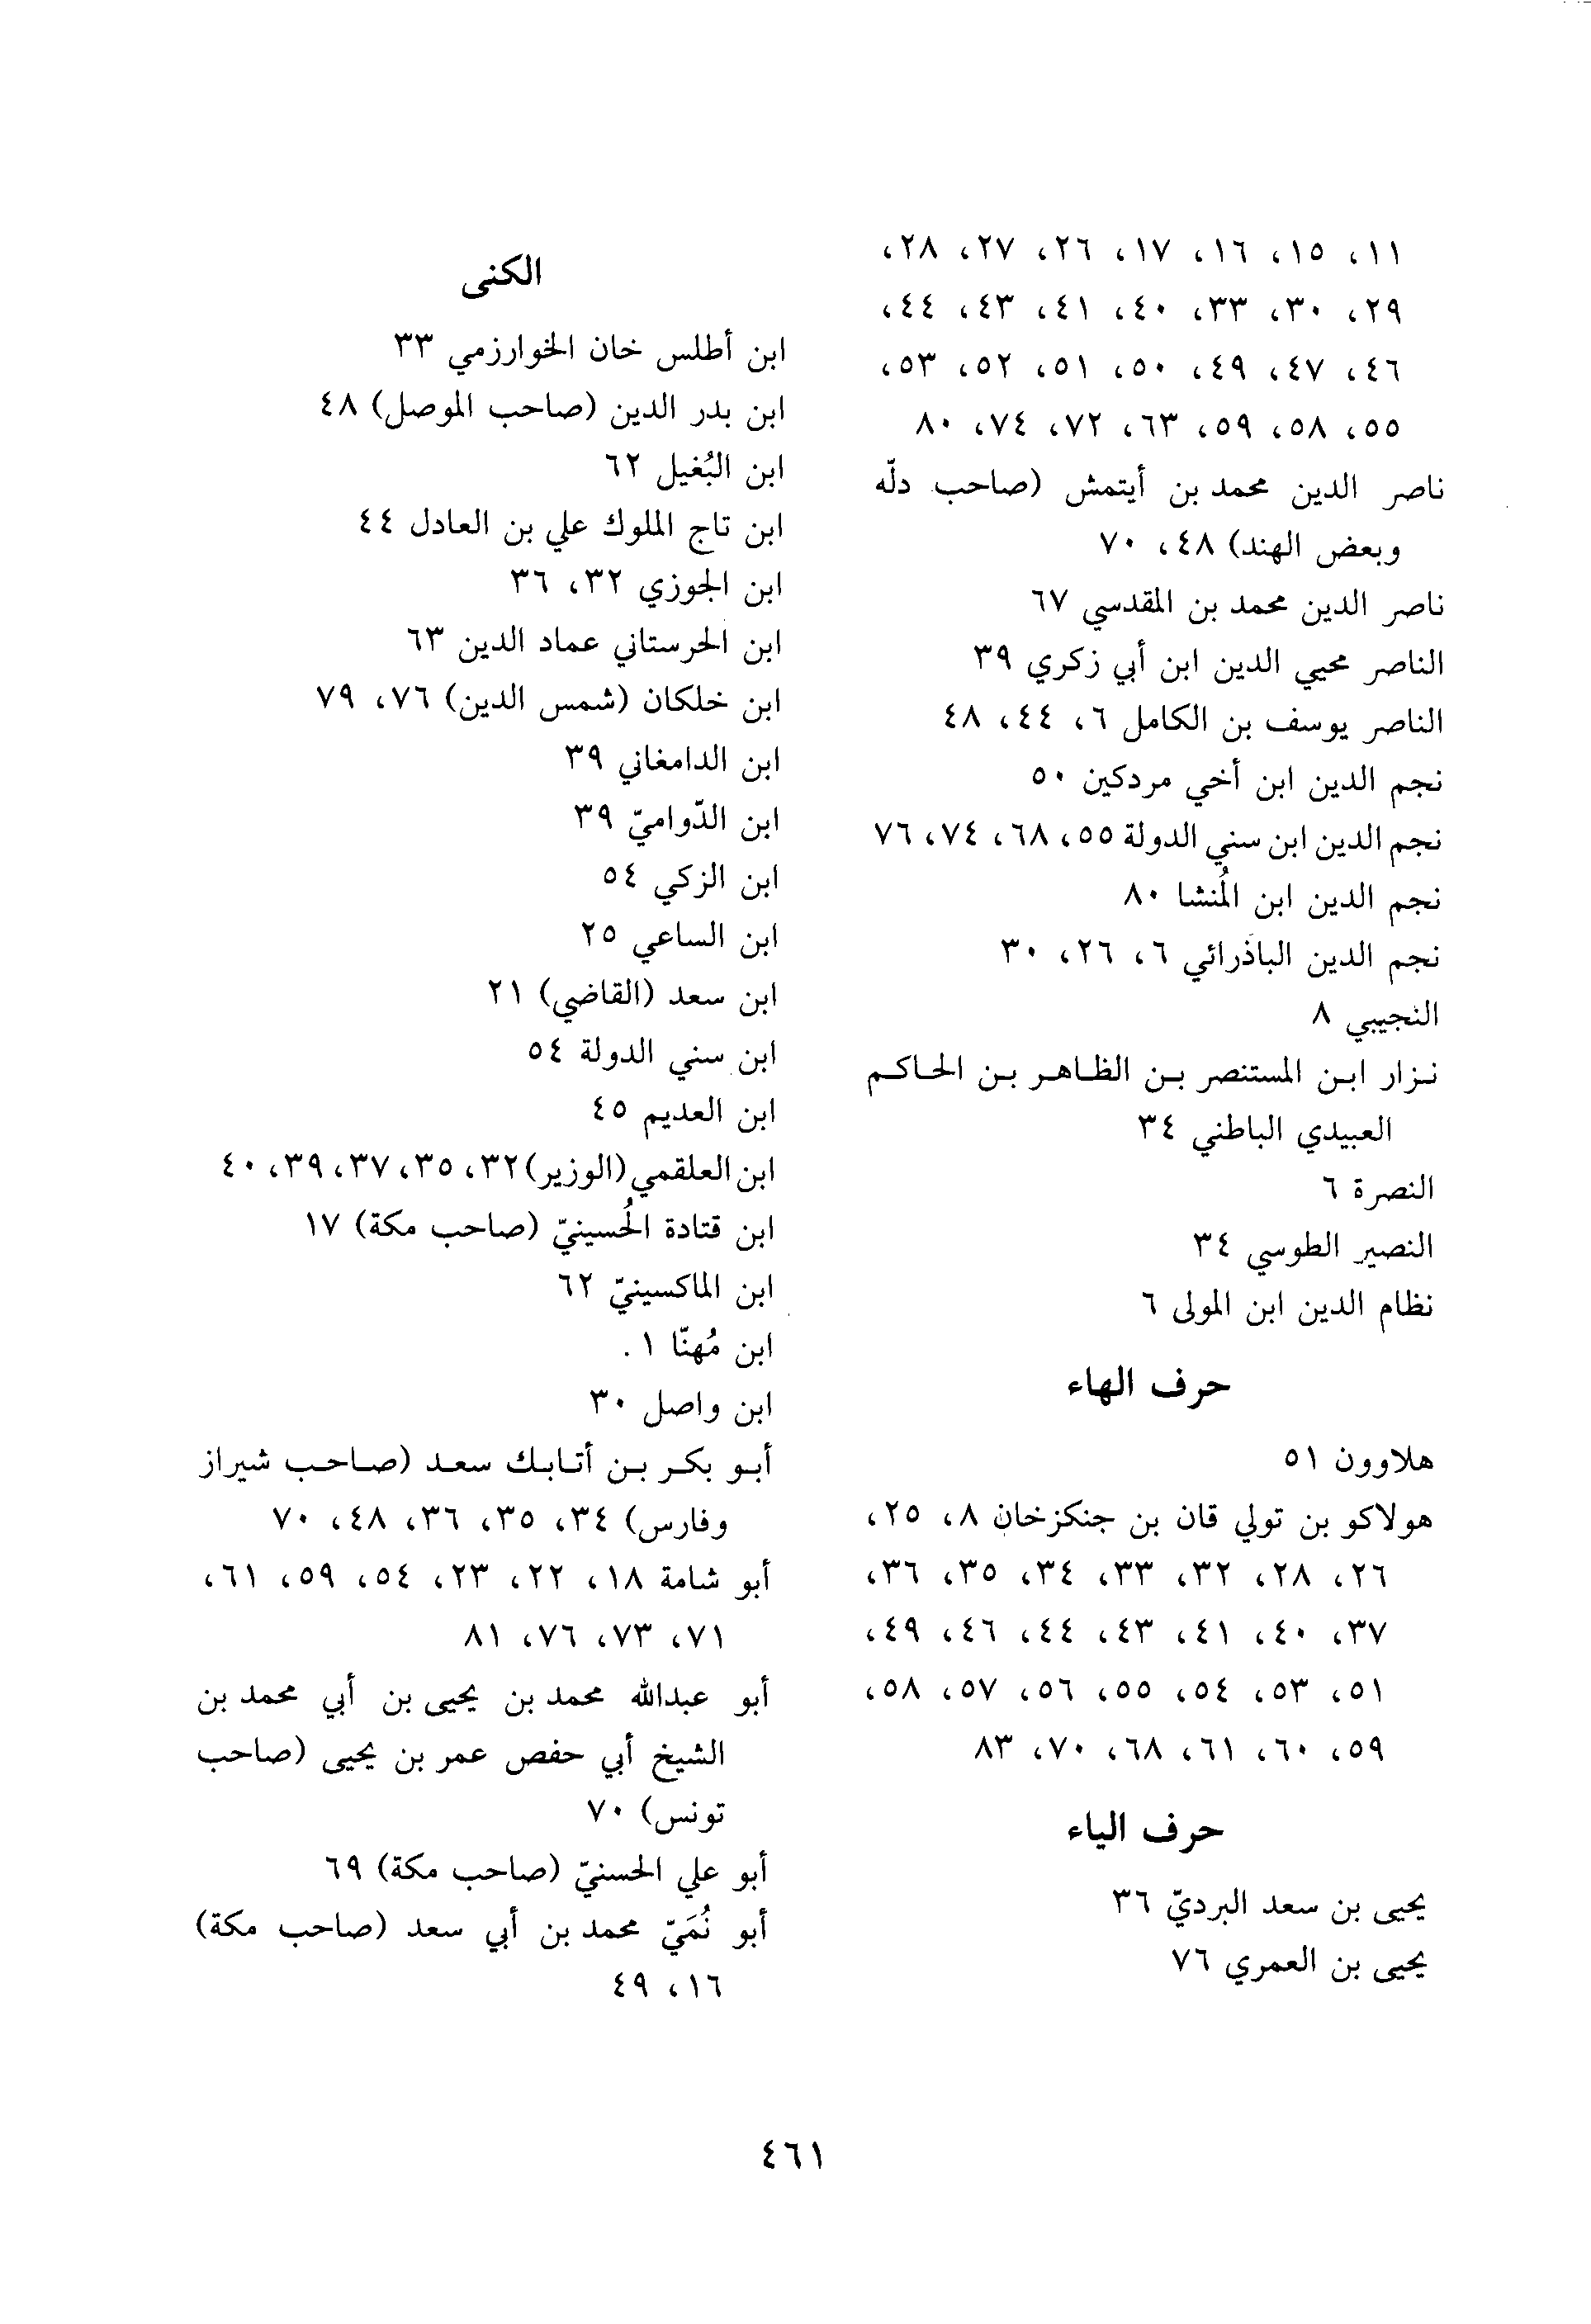 ١١، ١٥، ١٦، ١٧، ٢٦، ٢٧، ٢٨،
٢٩، ٣٠، ٣٣، ٤٠، ٤١، ٤٣، ٤٤،
٤٦، ٤٧، ٤٩، ٥٠، ٥١، ٥٢، ٥٣،
٥٥، ٥٨، ٥٩، ٦٣، ٧٢، ٧٤، ٨٠
ناصر الدين محمد بن أيتمش (صاحب دلّه
وبعض الهند) ٤٨، ٧٠
ناصر الدين محمد بن المقدسي ٦٧
الناصر محيي الدين ابن أبي زكري ٣٩
الناصر يوسف بن الكامل ٦، ٤٤، ٤٨
نجم الدين ابن أخي مردكين ٥٠
نجم الدين ابن سني الدولة ٥٥، ٦٨، ٧٤، ٧٦
نجم الدين ابن المُنشا ٨٠
نجم الدين الباذرائي ٦، ٢٦، ٣٠
النجيبي ٨
نزار ابن المستنصر بن الظاهر بن الحاكم
العبيدي الباطني ٣٤
النصرة ٦
النصير الطوسي ٣٤
نظام الدين ابن المولى ٦
حرف الهاء
هلاوون ٥١
هولاكو بن تولي قان بن جنكزخان ٨، ٢٥،
٢٦، ٢٨، ٣٢، ٣٣، ٣٤، ٣٥، ٣٦،
٣٧، ٤٠، ٤١، ٤٣، ٤٤، ٤٦، ٤٩،
٥١، ٥٣، ٥٤، ٥٥، ٥٦، ٥٧، ٥٨،
٥٩، ٦٠، ٦١، ٦٨، ٧٠، ٨٣
حرف الياء
يحيى بن سعد البرديّ ٣٦
يحيى بن العمري ٧٦
الكنى
ابن أطلس خان الخوارزمي ٣٣
ابن بدر الدين (صاحب الموصل) ٤٨
ابن البُغيل ٦٢
ابن تاج الملوك علي بن العادل ٤٤
ابن الجوزي ٣٢، ٣٦
ابن الحرستاني عماد الدين ٦٣
ابن خلكان (شمس الدين) ٧٦، ٧٩
ابن الدامغاني ٣٩
ابن الدّواميّ ٣٩
ابن الزكي ٥٤
ابن الساعي ٢٥
ابن سعد (القاضي) ٢١
ابن سني الدولة ٥٤
ابن العديم ٤٥
ابن العلقمي (الوزير) ٣٢، ٣٥، ٣٧، ٣٩، ٤٠
ابن قتادة الحُسينيّ (صاحب مكة) ١٧
ابن الماكسينيّ ٦٢
ابن مُهنّا ١ .
ابن واصل ٣٠
أبو بكر بن أتابك سعد (صاحب شيراز
وفارس) ٣٤، ٣٥، ٣٦، ٤٨، ٧٠
أبو شامة ١٨، ٢٢، ٢٣، ٥٤، ٥٩، ٦١،
٧١، ٧٣، ٧٦، ٨١
أبو عبدالله محمد بن يحيى بن أبي محمد بن
الشيخ أبي حفص عمر بن يحيى (صاحب
تونس) ٧٠
أبو علي الحسنيّ (صاحب مكة) ٦٩
أبو نُمَيّ محمد بن أبي سعد (صاحب مكة)
١٦، ٤٩
٤٦١